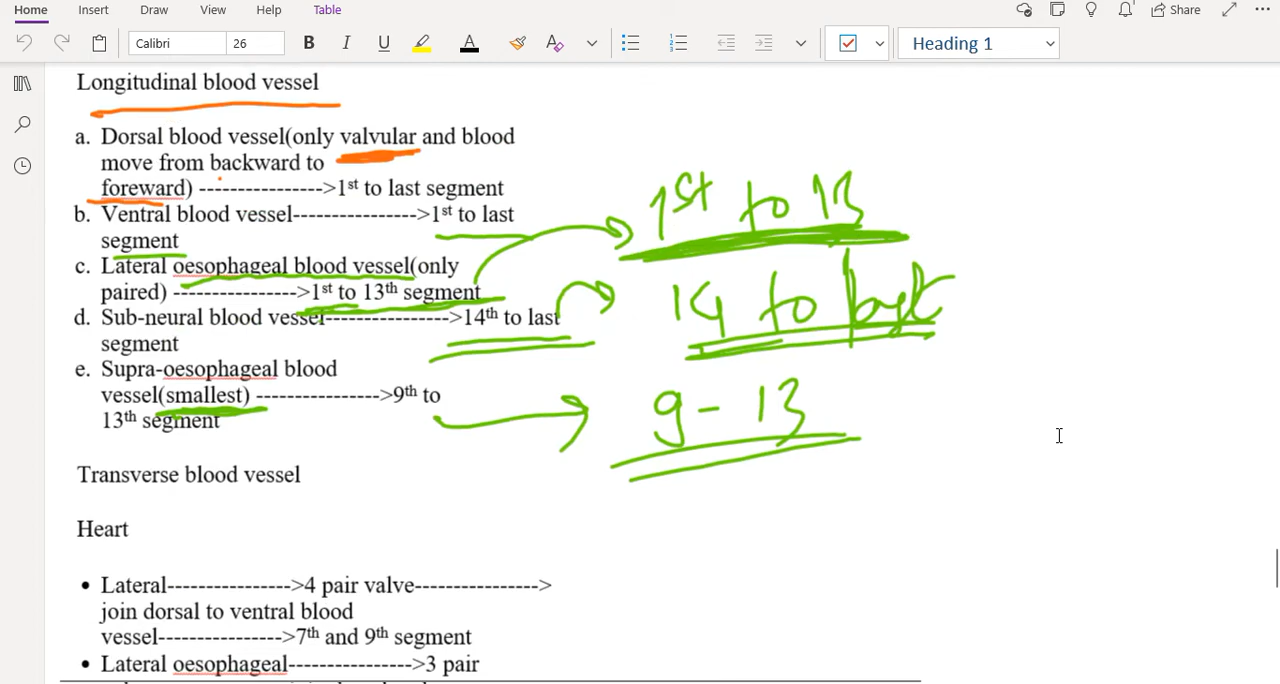 Home Insert Draw View Help Table Share
Calibri 26 B I U A A Heading 1
Longitudinal blood vessel
a. Dorsal blood vessel(only valvular and blood
move from backward to
foreward) ---------------->1st to last segment
b. Ventral blood vessel---------------->1st to last
segment
c. Lateral oesophageal blood vessel(only
paired) ---------------->1st to 13th segment
d. Sub-neural blood vessel---------------->14th to last
segment
e. Supra-oesophageal blood
vessel(smallest) ---------------->9th to
13th segment
1st to 13
14 to last
9 - 13
Transverse blood vessel
Heart
• Lateral---------------->4 pair valve---------------->
join dorsal to ventral blood
vessel---------------->7th and 9th segment
• Lateral oesophageal---------------->3 pair